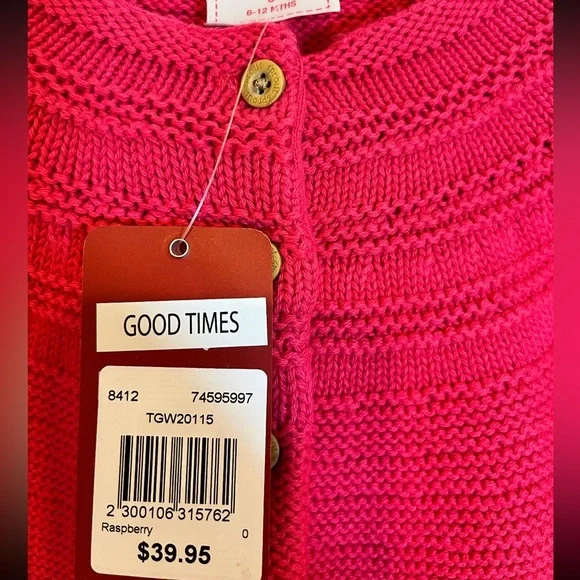 6-12 MTHS
GOOD TIMES
8412 74595997
TGW20115
2 300106 315762
Raspberry 0
$39.95